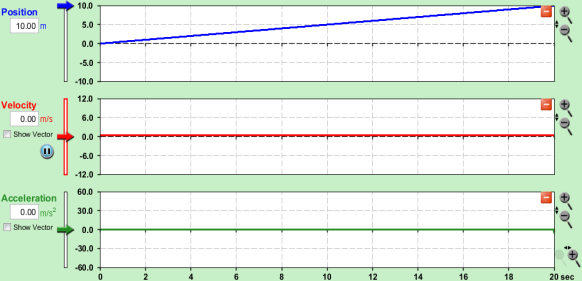 Position
10.00 m
10.0
5.0
0.0
-5.0
-10.0
Velocity
0.00 m/s
Show Vector
12.0
6.0
0.0
-6.0
-12.0
Acceleration
0.00 m/s²
Show Vector
60.0
30.0
0.0
-30.0
-60.0
0 2 4 6 8 10 12 14 16 18 20 sec